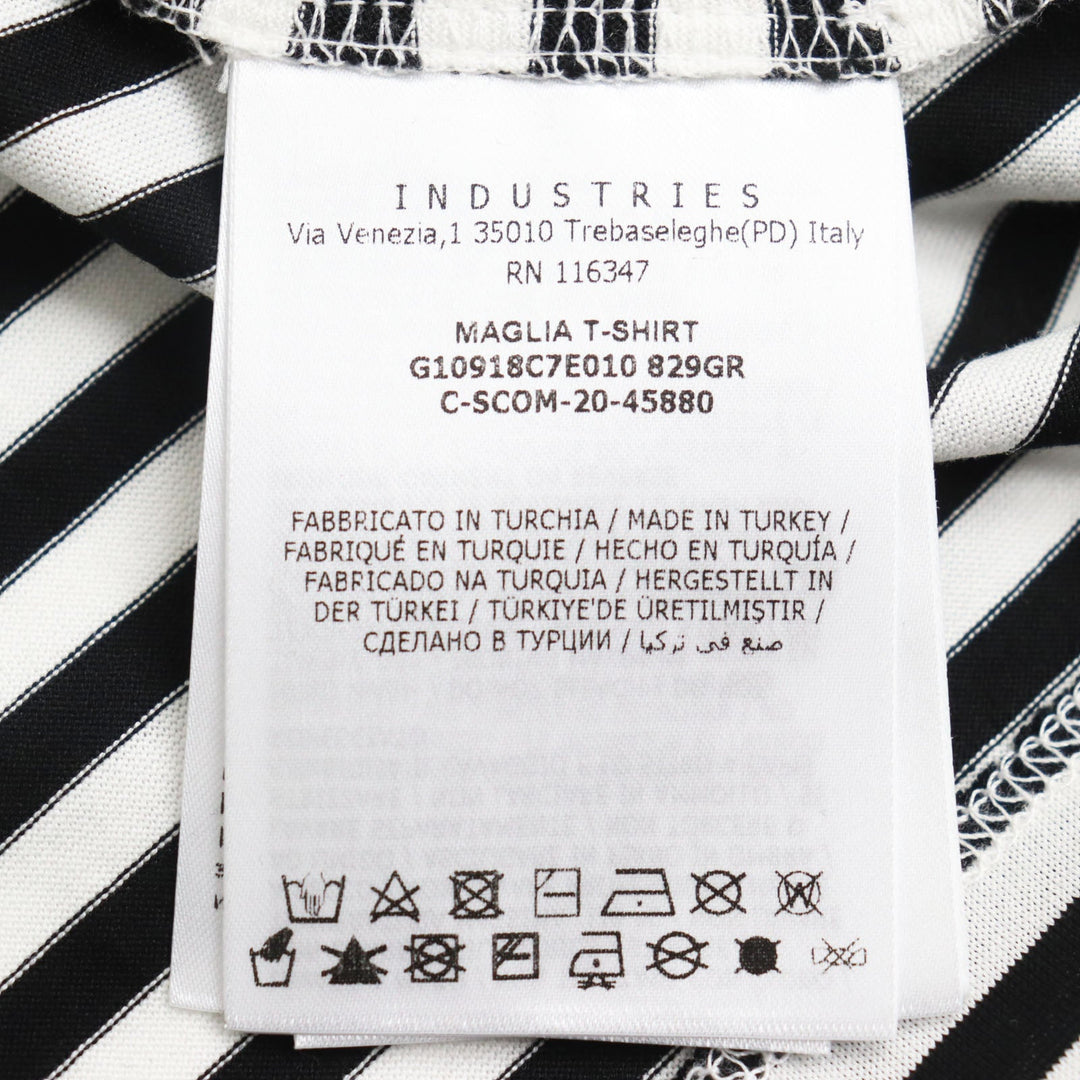 INDUSTRIES
Via Venezia,1 35010 Trebaseleghe(PD) Italy
RN 116347
MAGLIA T-SHIRT
G10918C7E010 829GR
C-SCOM-20-45880
FABBRICATO IN TURCHIA / MADE IN TURKEY /
FABRIQUÉ EN TURQUIE / HECHO EN TURQUÍA /
FABRICADO NA TURQUIA / HERGESTELLT IN
DER TÜRKEI / TÜRKIYE'DE ÜRETILMIŞTIR /
СДЕЛАНО В ТУРЦИИ / صنع في تركيا